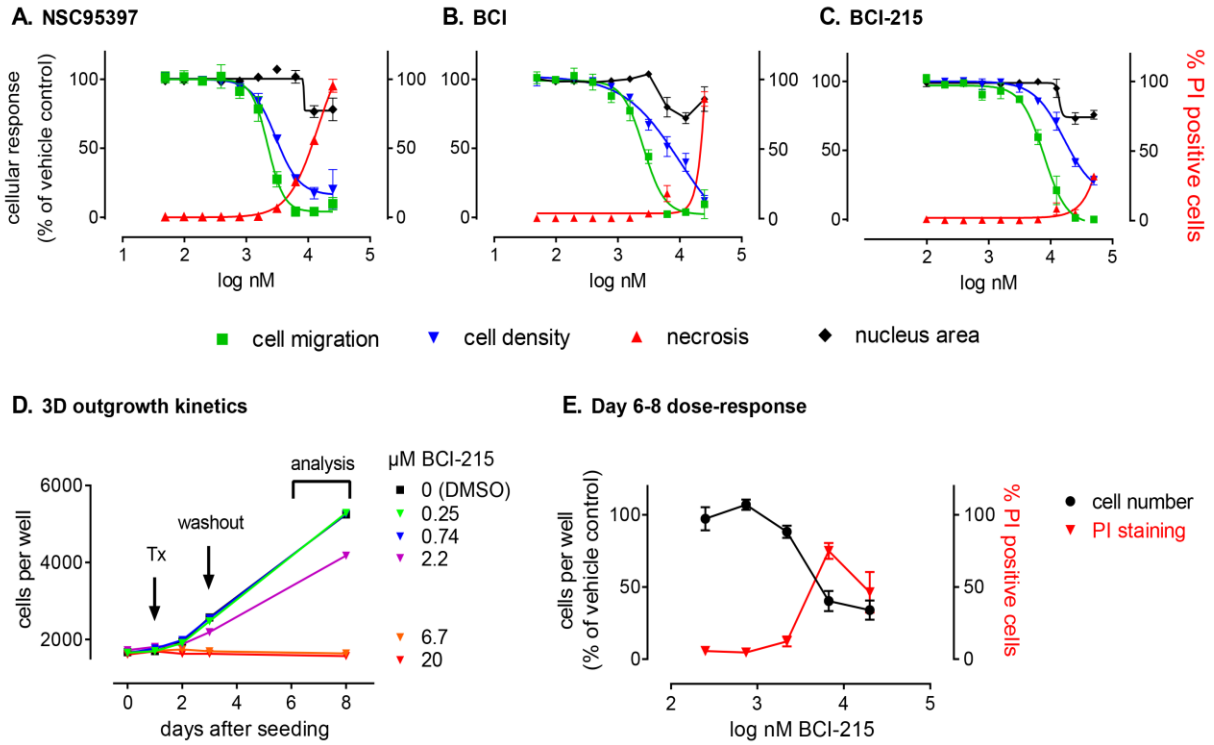 A. NSC95397
B. BCI
C. BCI-215
cellular response
(% of vehicle control)
100
50
0
100
50
0
1 2 3 4 5
log nM
100
50
0
100
50
0
1 2 3 4 5
log nM
100
50
0
100
50
0
% PI positive cells
2 3 4 5
log nM
cell migration
cell density
necrosis
nucleus area
D. 3D outgrowth kinetics
cells per well
6000
4000
2000
Tx
washout
analysis
0 2 4 6 8
days after seeding
µM BCI-215
0 (DMSO)
0.25
0.74
2.2
6.7
20
E. Day 6-8 dose-response
cells per well
(% of vehicle control)
100
50
0
100
50
0
% PI positive cells
2 3 4 5
log nM BCI-215
cell number
PI staining